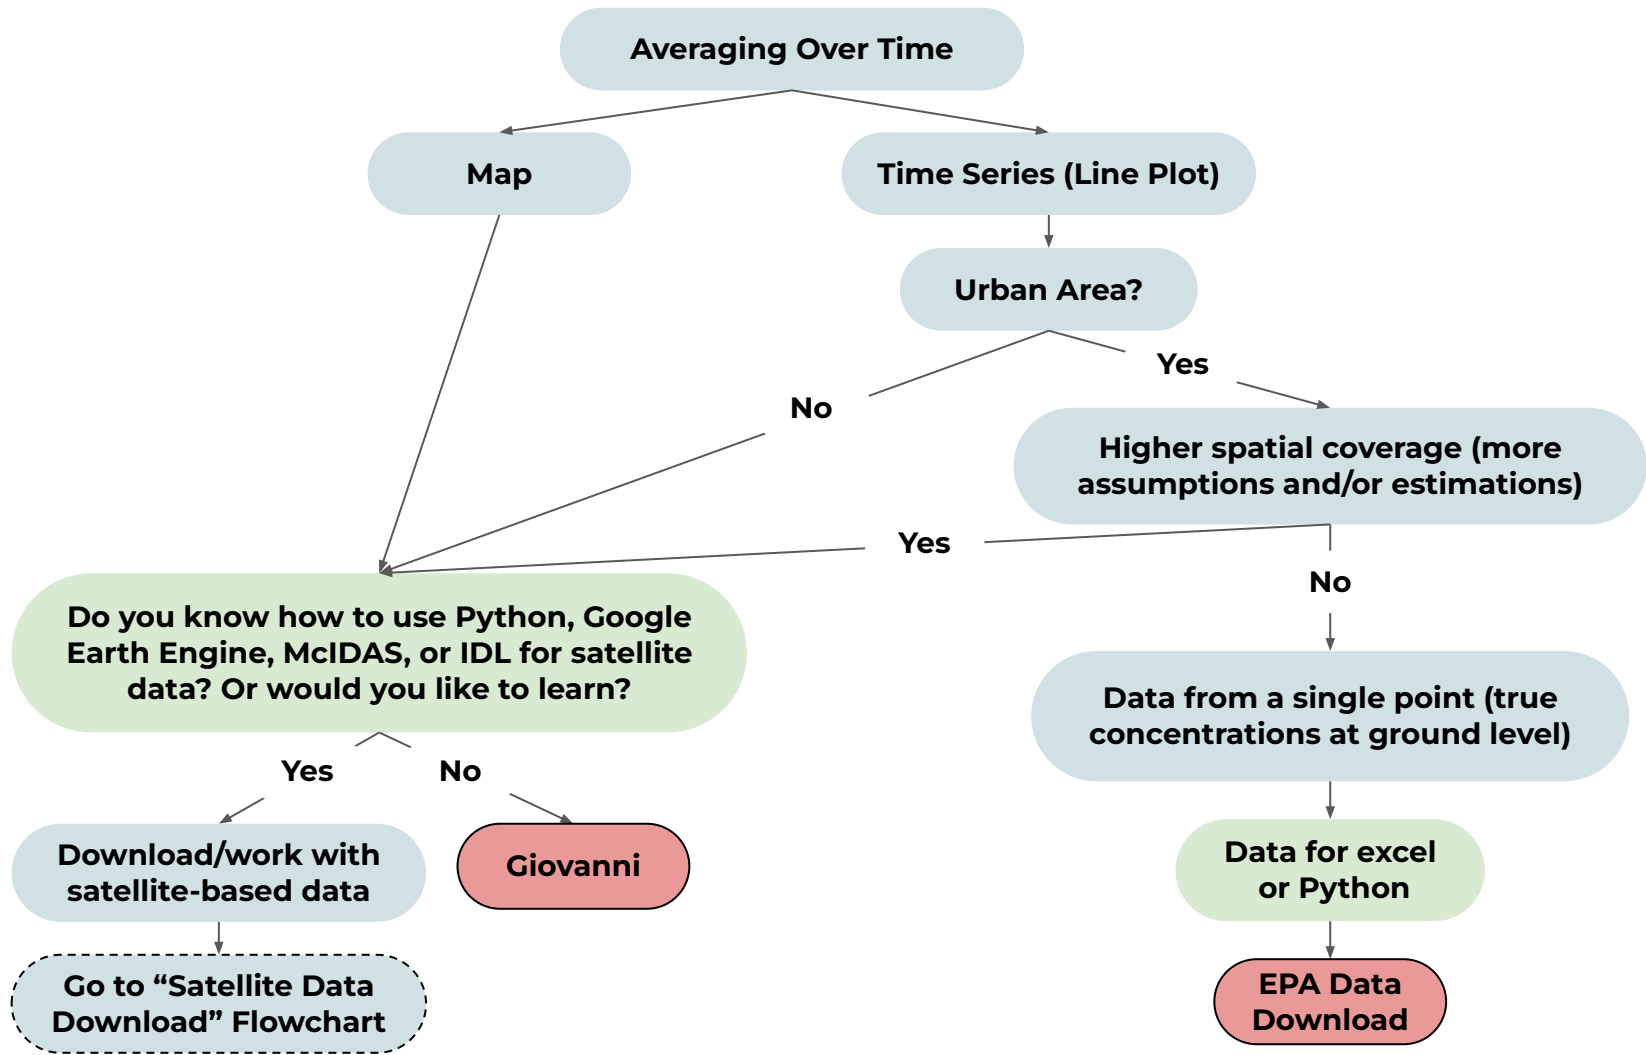 Averaging Over Time
Map
Time Series (Line Plot)
Urban Area?
Yes
No
Higher spatial coverage (more
assumptions and/or estimations)
Yes
No
Do you know how to use Python, Google
Earth Engine, McIDAS, or IDL for satellite
data? Or would you like to learn?
Data from a single point (true
concentrations at ground level)
Yes
No
Download/work with
satellite-based data
Giovanni
Data for excel
or Python
Go to “Satellite Data
Download” Flowchart
EPA Data
Download